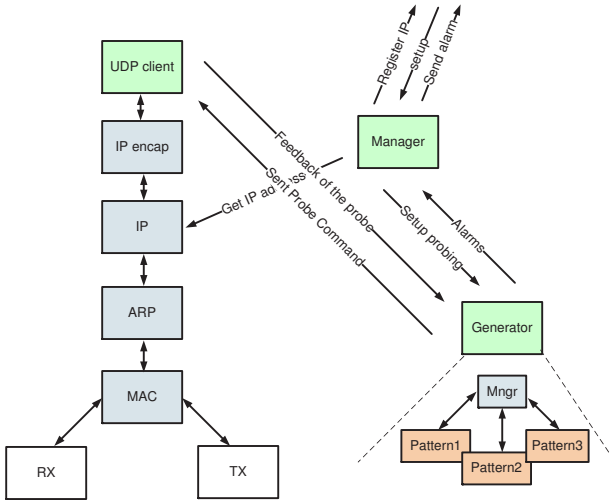 Register IP
setup
Send alarm
UDP client
IP encap
Manager
Feedback of the probe
Sent Probe Command
Get IP
IP
Setup probing
Alarms
ARP
Generator
MAC
Mngr
Pattern1
Pattern2
Pattern3
RX
TX